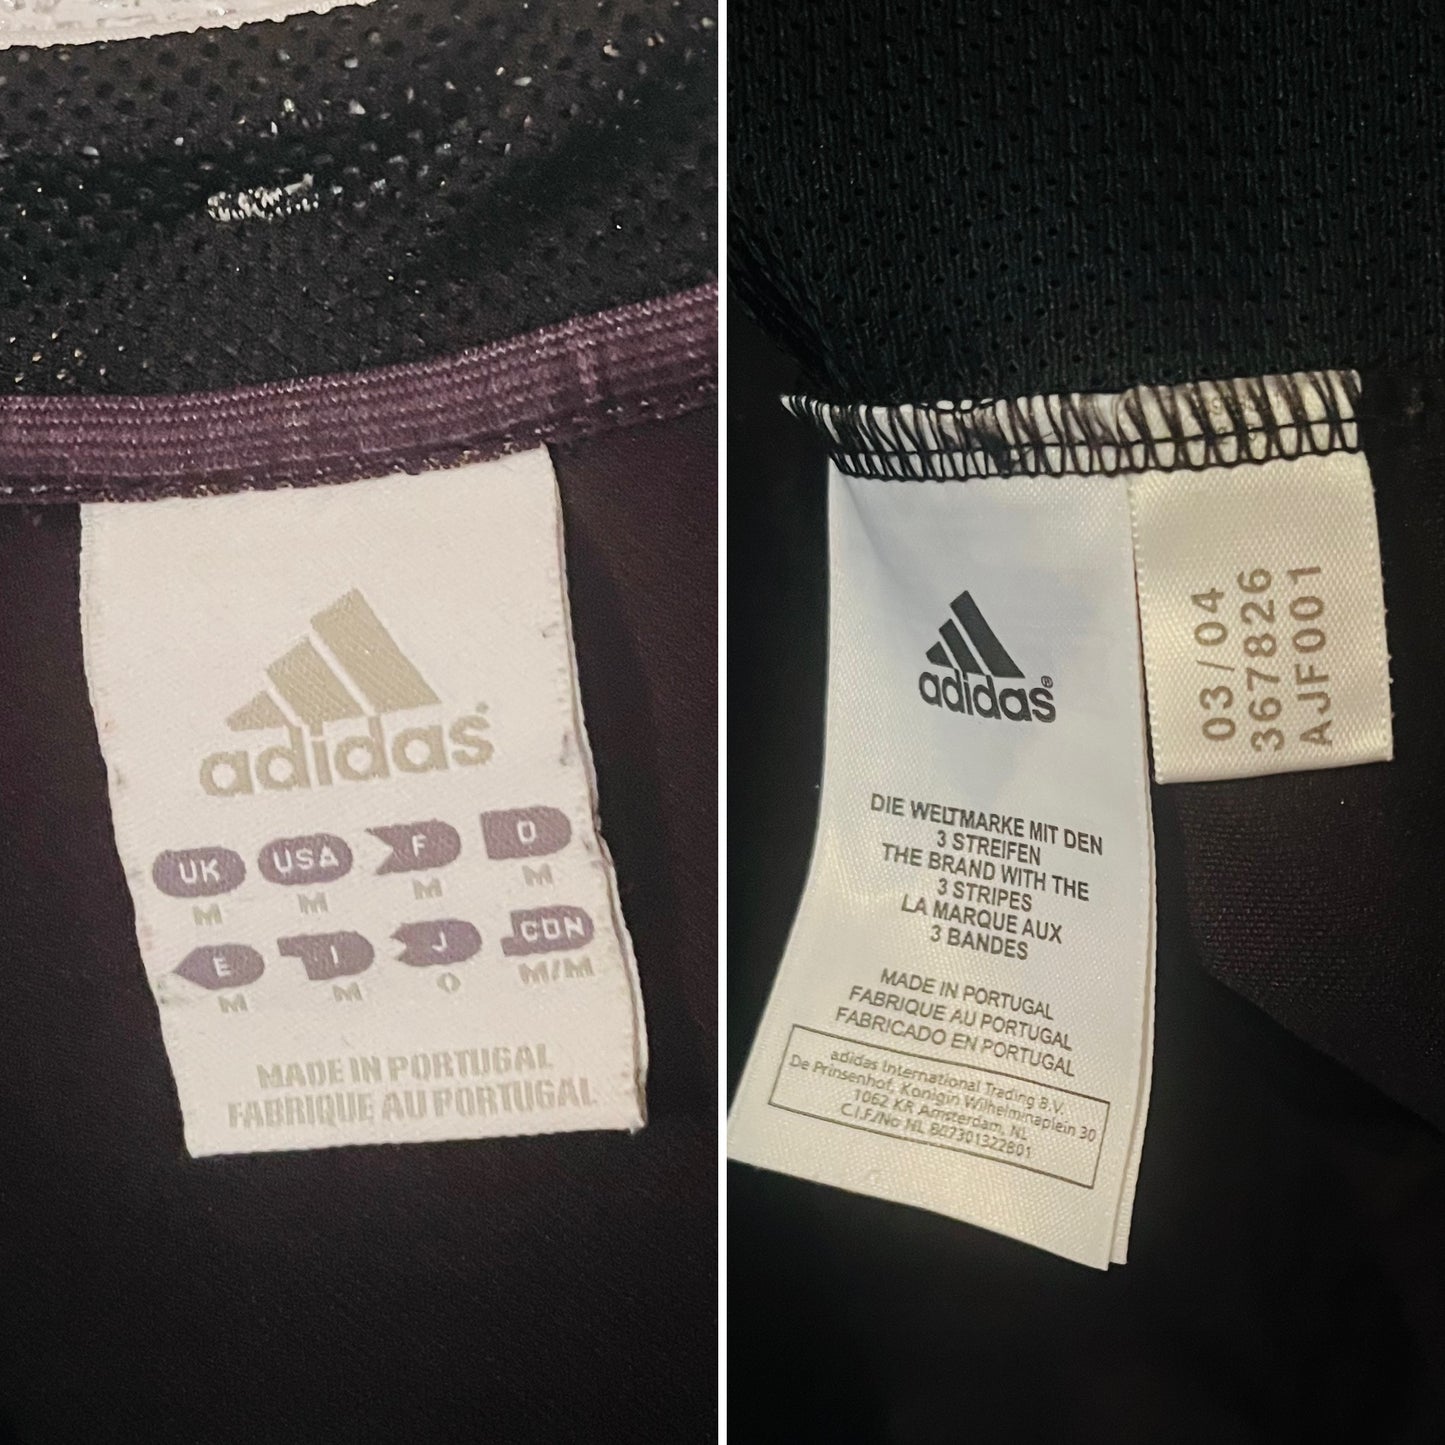 adidas
UK USA F D
M M M M
E I J CON
M M O M/M
MADE IN PORTUGAL
FABRIQUE AU PORTUGAL
adidas®
DIE WELTMARKE MIT DEN
3 STREIFEN
THE BRAND WITH THE
3 STRIPES
LA MARQUE AUX
3 BANDES
MADE IN PORTUGAL
FABRIQUE AU PORTUGAL
FABRICADO EN PORTUGAL
adidas International Trading B.V.
De Prinsenhof, Konigin Wilhelminaplein 30
1062 KR Amsterdam, NL
C.I.F/No NL 807301322B01
03/04
367826
AJF001